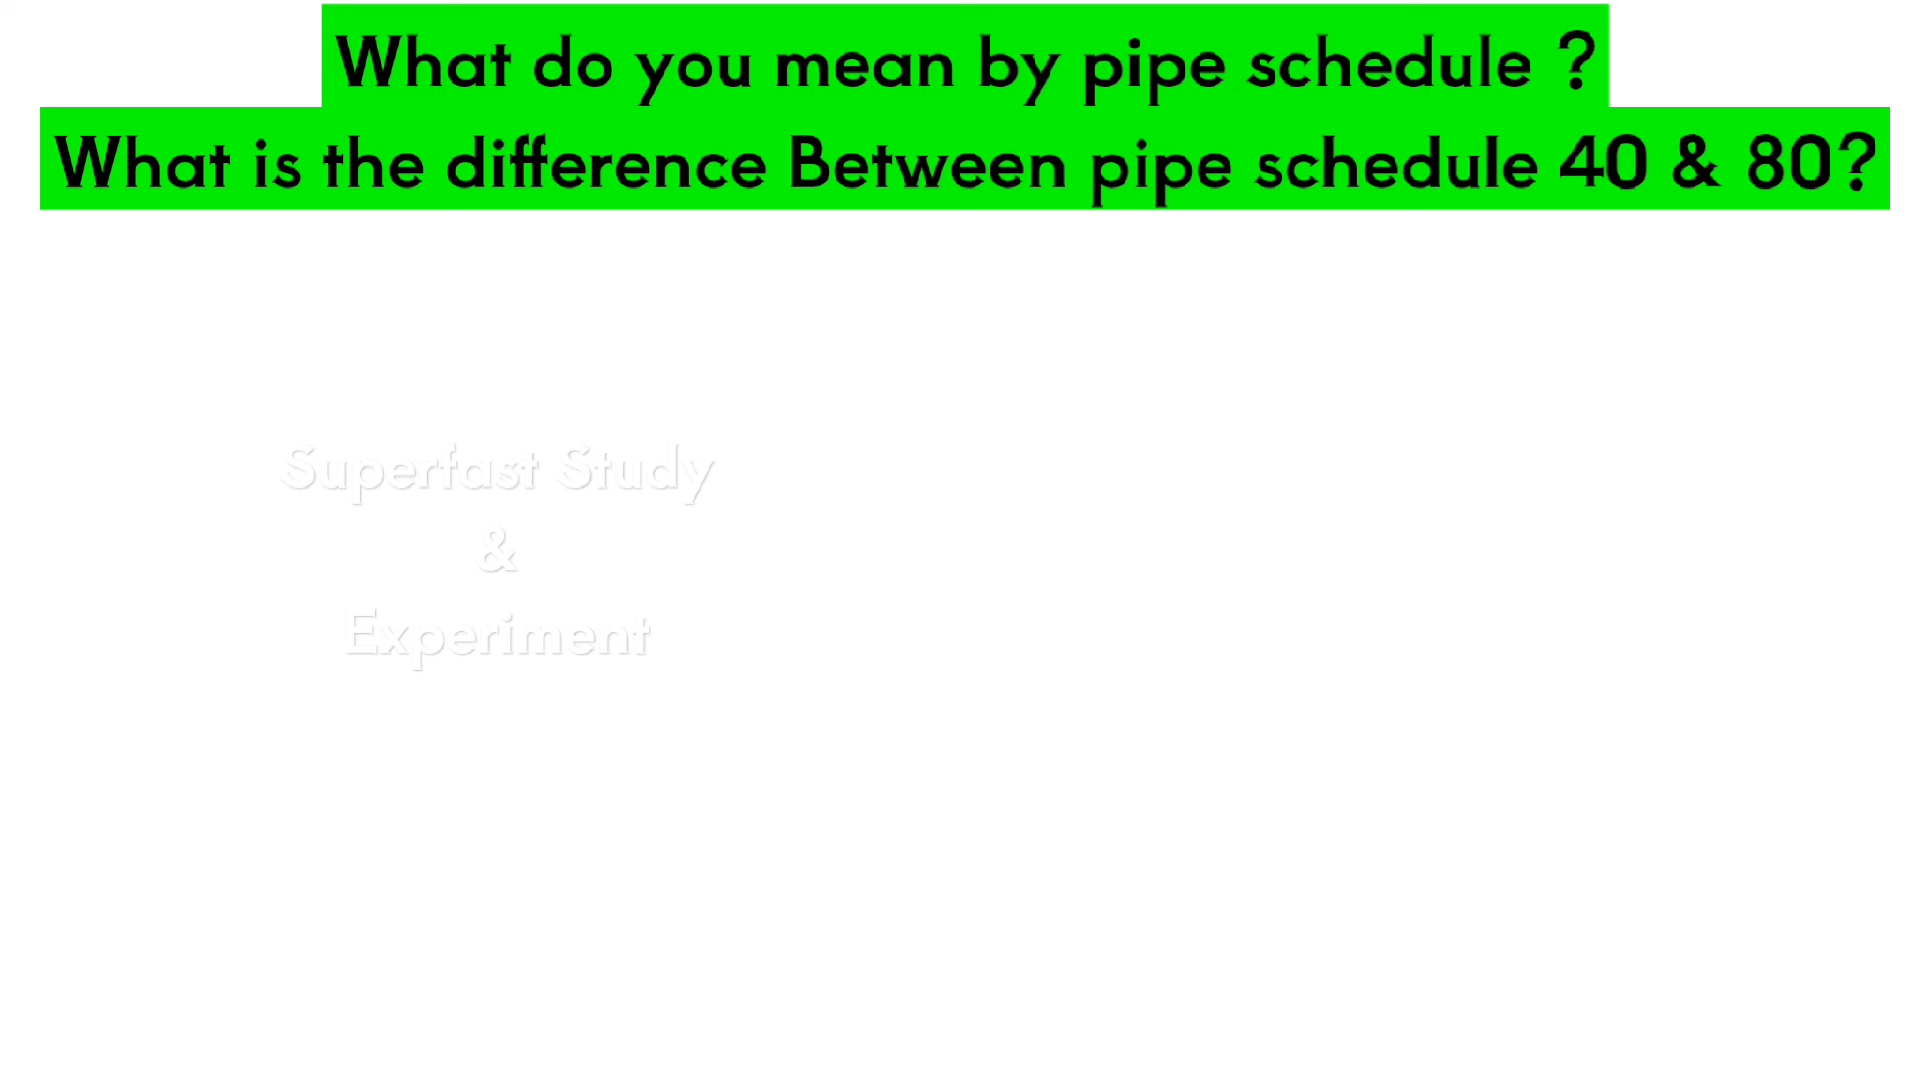 What do you mean by pipe schedule ?
What is the difference Between pipe schedule 40 & 80?
Superfast Study
&
Experiment